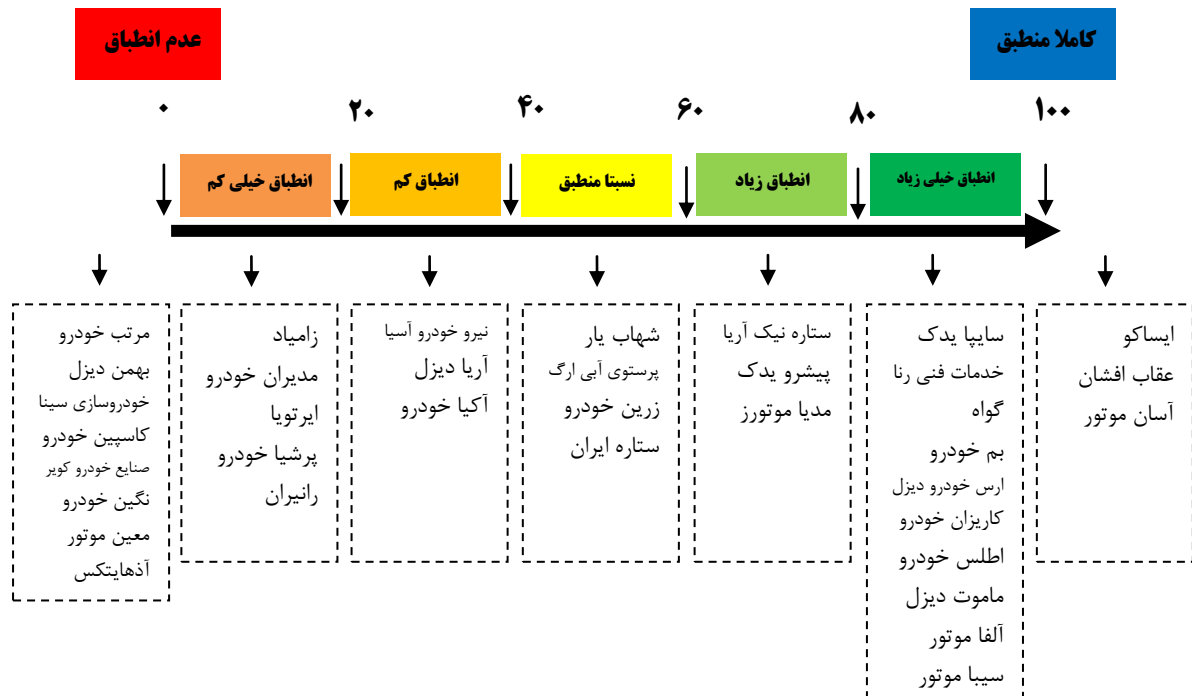 کاملا منطبق
عدم انطباق
۰
۲۰
۴۰
۶۰
۸۰
۱۰۰
انطباق خیلی کم
انطباق کم
نسبتا منطبق
انطباق زیاد
انطباق خیلی زیاد
مرتب خودرو
بهمن دیزل
خودروسازی سینا
کاسپین خودرو
صنایع خودرو کویر
نگین خودرو
معین موتور
آذهایتکس
زامیاد
مدیران خودرو
ایرتویا
پرشیا خودرو
رانیران
نیرو خودرو آسیا
آریا دیزل
آکیا خودرو
شهاب یار
پرستوی آبی ارگ
زرین خودرو
ستاره ایران
ستاره نیک آریا
پیشرو یدک
مدیا موتورز
سایپا یدک
خدمات فنی رنا
گواه
بم خودرو
ارس خودرو دیزل
کاریزان خودرو
اطلس خودرو
ماموت دیزل
آلفا موتور
سیبا موتور
ایساکو
عقاب افشان
آسان موتور